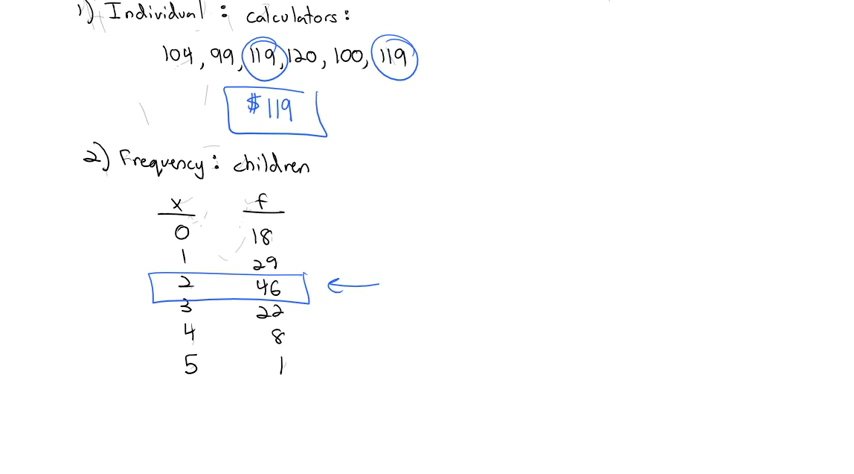 1) Individual : calculators :
104, 99, 119, 120, 100, 119
$119
2) Frequency : children
x f
0 18
1 29
2 46
3 22
4 8
5 1